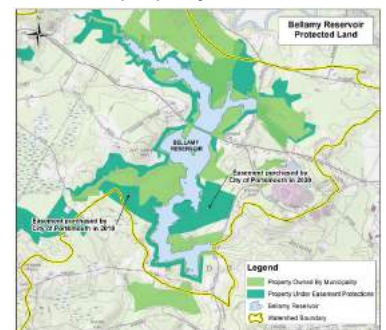 Bellamy Reservoir
Protected Land
BELLAMY
RESERVOIR
Easement purchased by
City of Portsmouth in 2030
Easement purchased by
City of Portsmouth in 2019
Legend
Property Owned By Municipality
Property Under Easement Protections
Bellamy Reservoir
Watershed Boundary